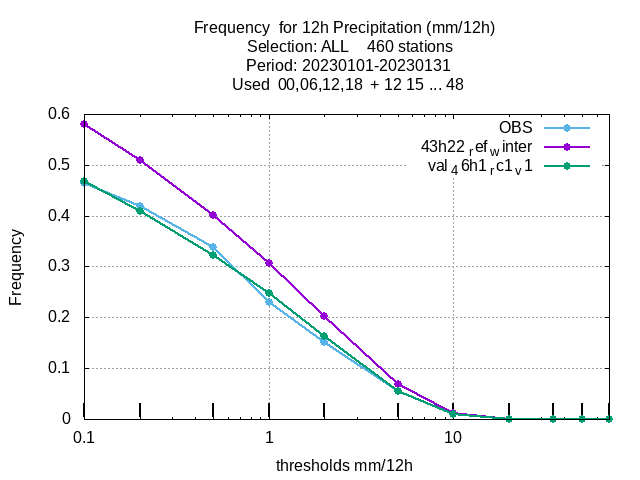 Frequency  for 12h Precipitation (mm/12h)
Selection: ALL    460 stations
Period: 20230101-20230131
Used  00,06,12,18  + 12 15 ... 48
0.6
0.5
0.4
0.3
0.2
0.1
0
Frequency
OBS
43h22refwinter
val46h1rc1v1
0.1 1 10
thresholds mm/12h